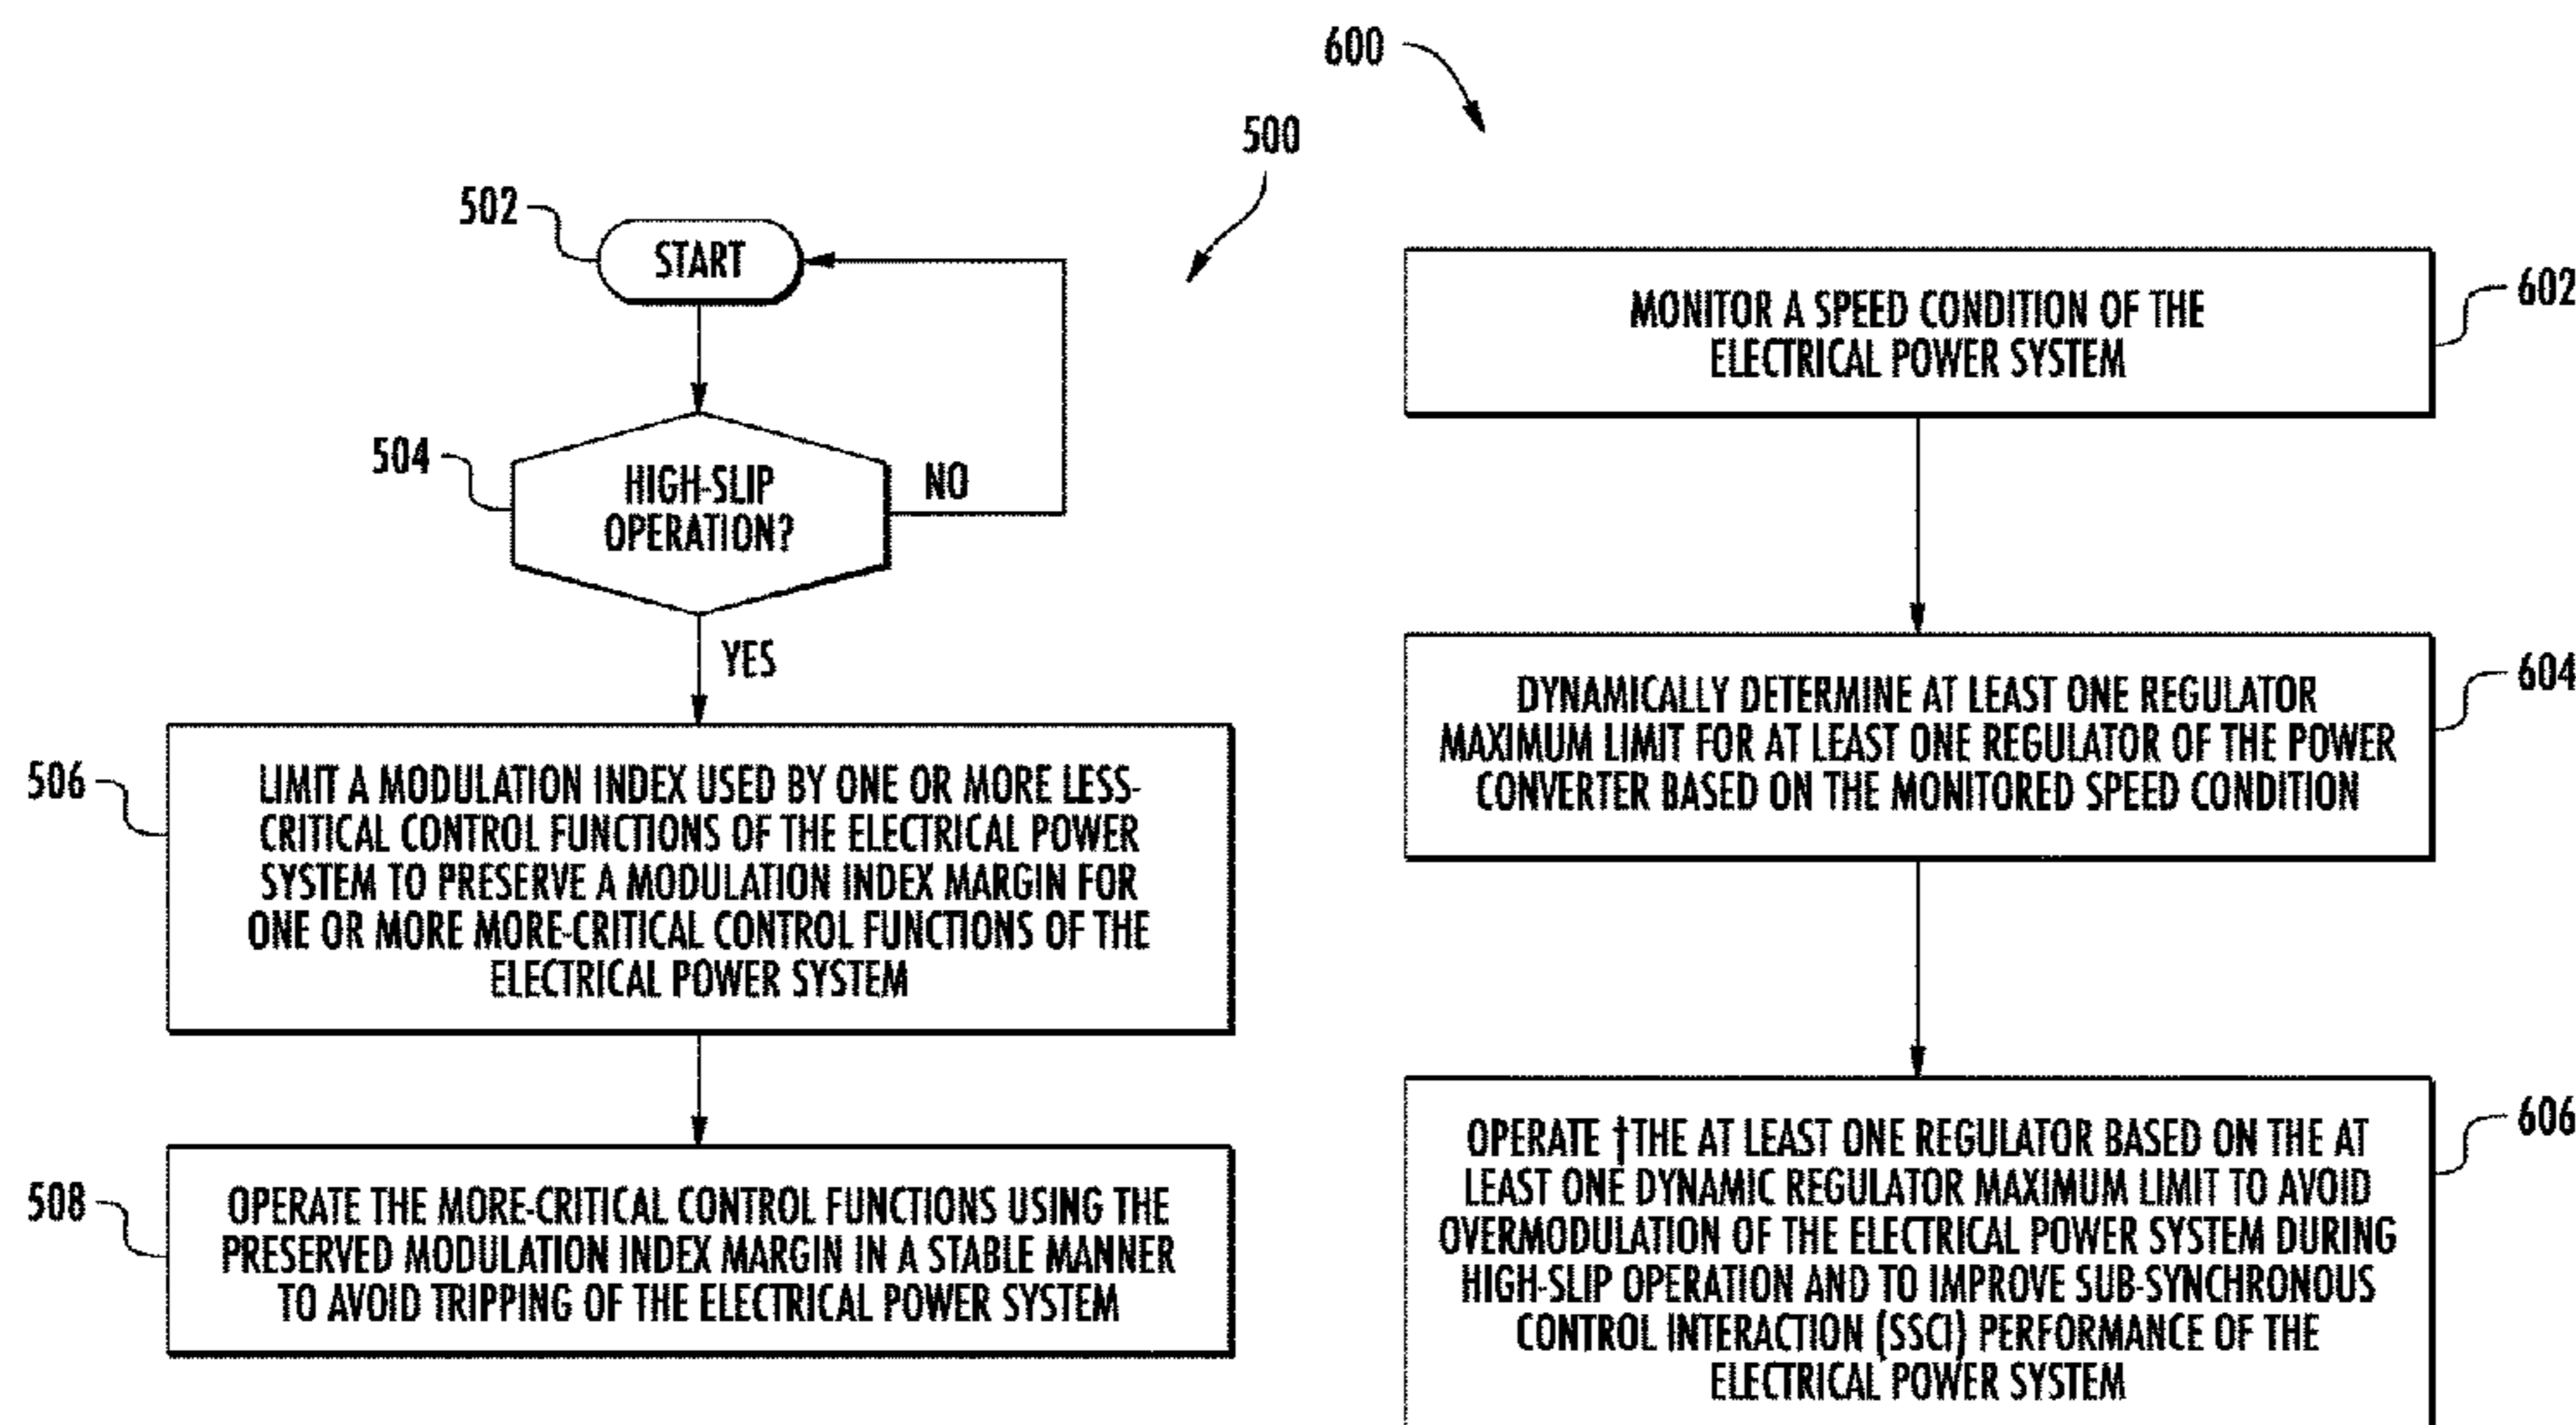 500
502
START
504
HIGH-SLIP
OPERATION?
NO
YES
506
LIMIT A MODULATION INDEX USED BY ONE OR MORE LESS-
CRITICAL CONTROL FUNCTIONS OF THE ELECTRICAL POWER
SYSTEM TO PRESERVE A MODULATION INDEX MARGIN FOR
ONE OR MORE MORE-CRITICAL CONTROL FUNCTIONS OF THE
ELECTRICAL POWER SYSTEM
508
OPERATE THE MORE-CRITICAL CONTROL FUNCTIONS USING THE
PRESERVED MODULATION INDEX MARGIN IN A STABLE MANNER
TO AVOID TRIPPING OF THE ELECTRICAL POWER SYSTEM
600
MONITOR A SPEED CONDITION OF THE
ELECTRICAL POWER SYSTEM
602
DYNAMICALLY DETERMINE AT LEAST ONE REGULATOR
MAXIMUM LIMIT FOR AT LEAST ONE REGULATOR OF THE POWER
CONVERTER BASED ON THE MONITORED SPEED CONDITION
604
OPERATE †THE AT LEAST ONE REGULATOR BASED ON THE AT
LEAST ONE DYNAMIC REGULATOR MAXIMUM LIMIT TO AVOID
OVERMODULATION OF THE ELECTRICAL POWER SYSTEM DURING
HIGH-SLIP OPERATION AND TO IMPROVE SUB-SYNCHRONOUS
CONTROL INTERACTION (SSCI) PERFORMANCE OF THE
ELECTRICAL POWER SYSTEM
606